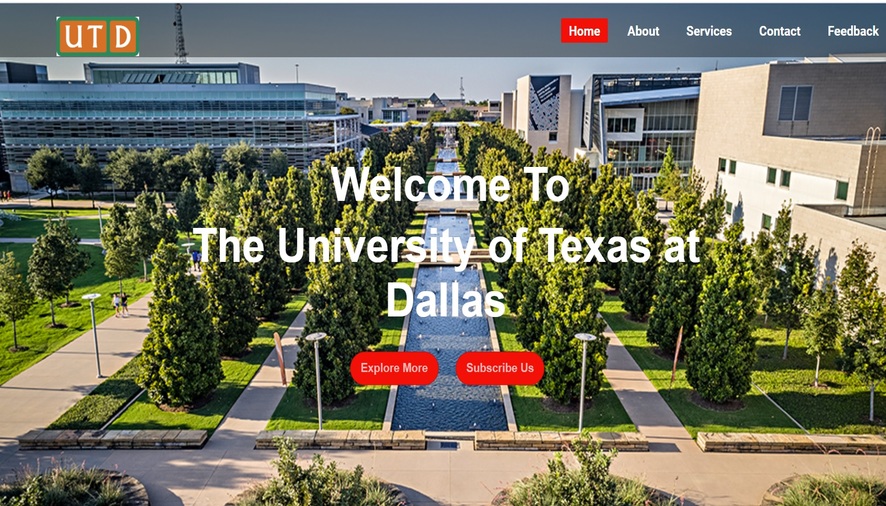 UTD
Home About Services Contact Feedback
Welcome To
The University of Texas at
Dallas
Explore More Subscribe Us